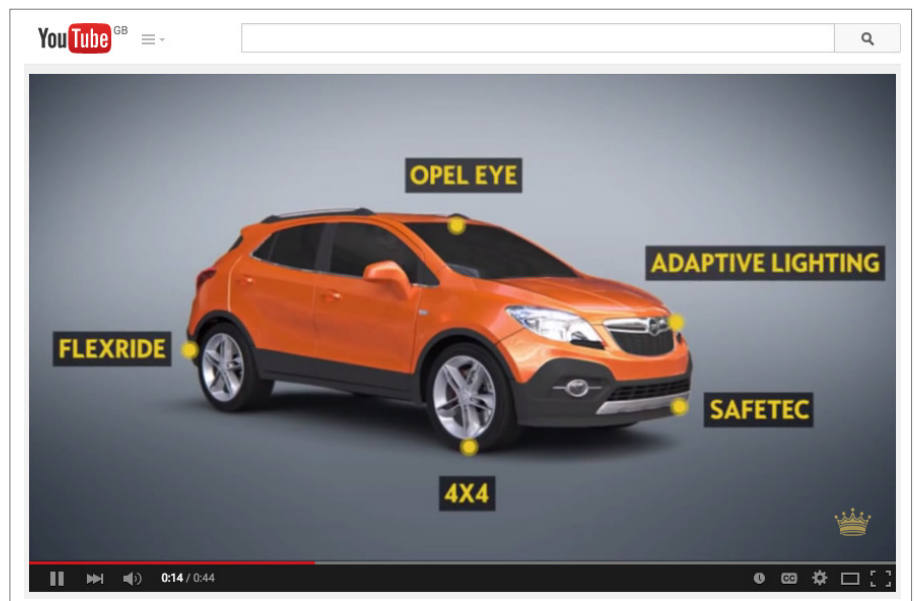 YouTube GB
OPEL EYE
ADAPTIVE LIGHTING
FLEXRIDE
SAFETEC
4X4
0:14 / 0:44
CC